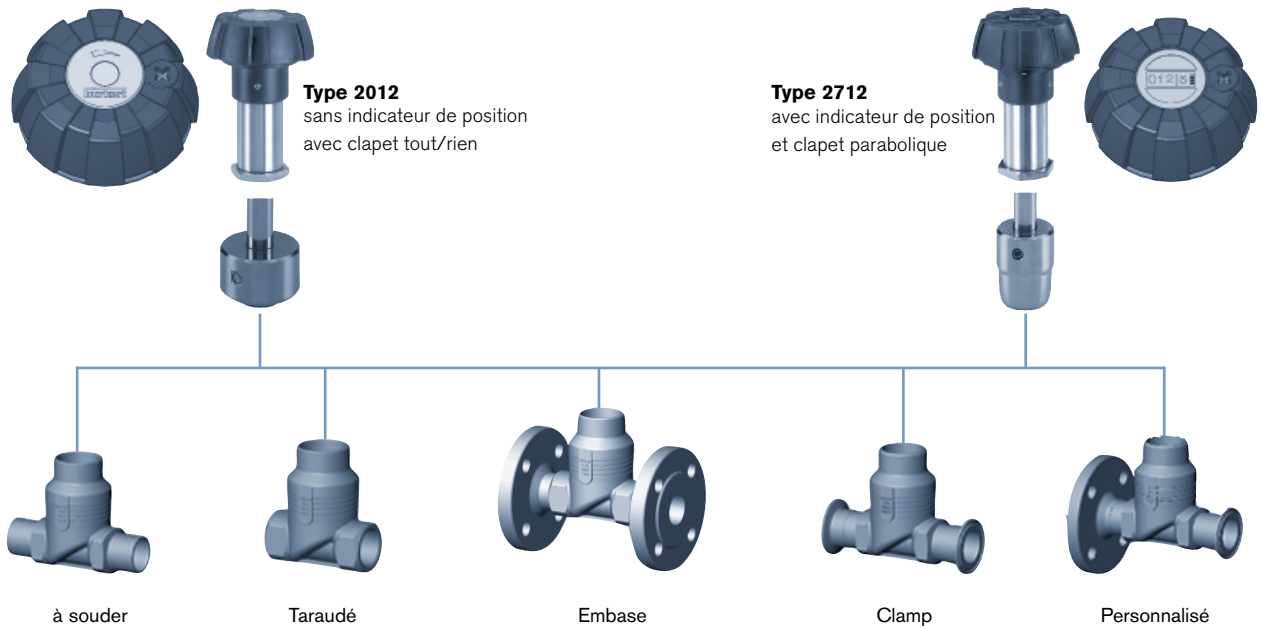 burkert
Type 2012
sans indicateur de position
avec clapet tout/rien
Type 2712
avec indicateur de position
et clapet parabolique
à souder
Taraudé
Embase
Clamp
Personnalisé